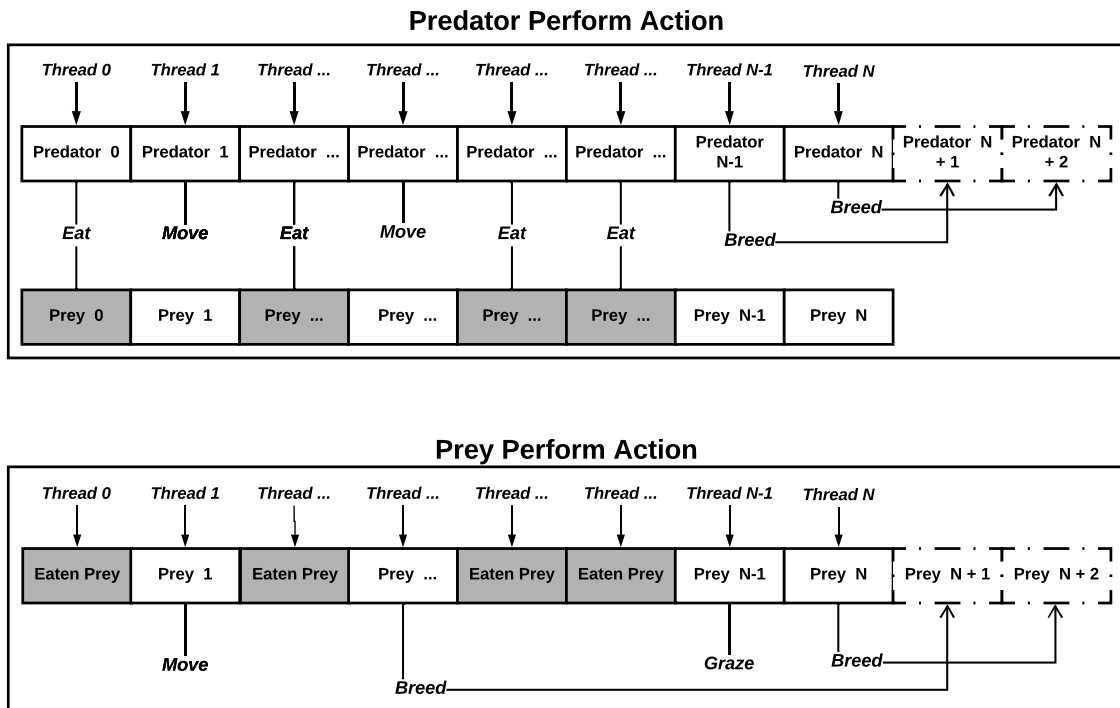 Predator Perform Action
Thread 0 Thread 1 Thread ... Thread ... Thread ... Thread ... Thread N-1 Thread N
Predator 0 Predator 1 Predator ... Predator ... Predator ... Predator ... Predator N-1 Predator N Predator N + 1 Predator N + 2
Breed
Eat Move Eat Move Eat Eat Breed
Prey 0 Prey 1 Prey ... Prey ... Prey ... Prey ... Prey N-1 Prey N
Prey Perform Action
Thread 0 Thread 1 Thread ... Thread ... Thread ... Thread ... Thread N-1 Thread N
Eaten Prey Prey 1 Eaten Prey Prey ... Eaten Prey Eaten Prey Prey N-1 Prey N Prey N + 1 Prey N + 2
Move Graze Breed
Breed